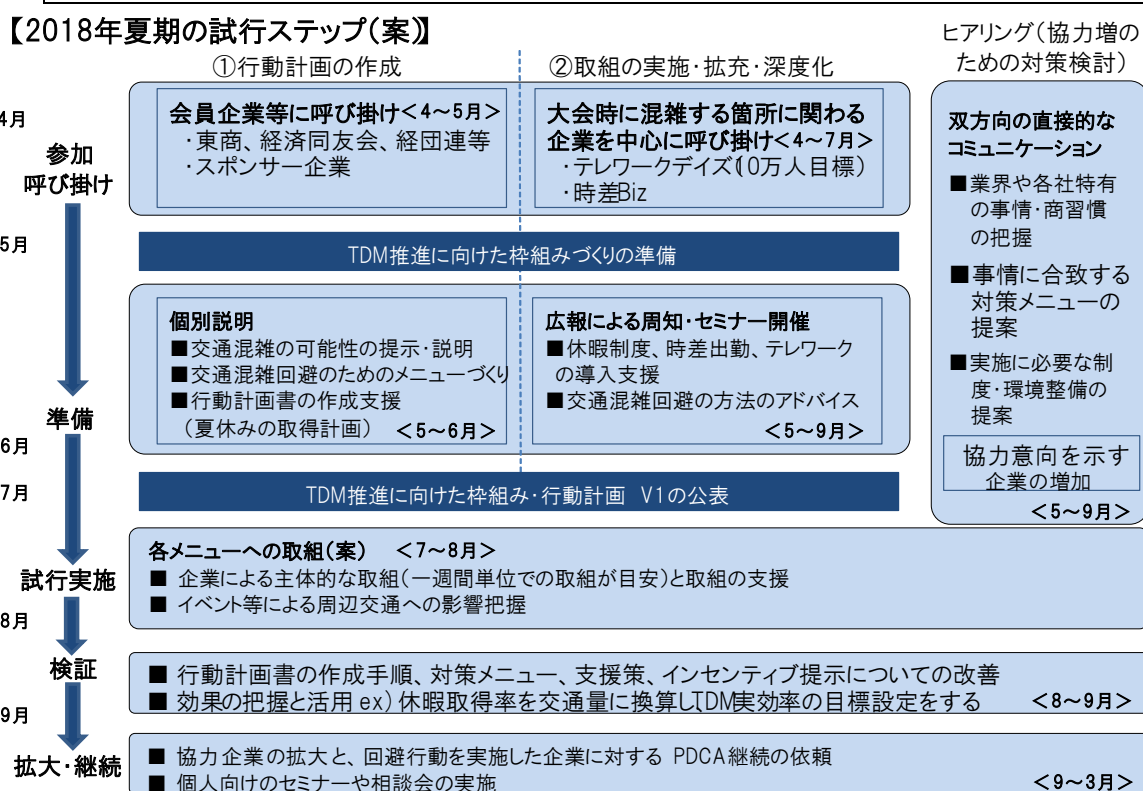 【2018年夏期の試行ステップ(案)】
①行動計画の作成
②取組の実施・拡充・深度化
ヒアリング(協力増の
ための対策検討)
4月
参加
呼び掛け
会員企業等に呼び掛け<4~5月>
・東商、経済同友会、経団連等
・スポンサー企業
大会時に混雑する箇所に関わる
企業を中心に呼び掛け<4~7月>
・テレワークデイズ(10万人目標)
・時差Biz
5月
TDM推進に向けた枠組みづくりの準備
個別説明
■交通混雑の可能性の提示・説明
■交通混雑回避のためのメニューづくり
■行動計画書の作成支援
(夏休みの取得計画) <5~6月>
広報による周知・セミナー開催
■休暇制度、時差出勤、テレワーク
の導入支援
■交通混雑回避の方法のアドバイス
<5~9月>
準備
6月
7月
TDM推進に向けた枠組み・行動計画 V1の公表
双方向の直接的な
コミュニケーション
■業界や各社特有
の事情・商習慣
の把握
■事情に合致する
対策メニューの
提案
■実施に必要な制
度・環境整備の
提案
協力意向を示す
企業の増加
<5~9月>
試行実施
各メニューへの取組(案) <7~8月>
■ 企業による主体的な取組(一週間単位での取組が目安)と取組の支援
■ イベント等による周辺交通への影響把握
8月
検証
■ 行動計画書の作成手順、対策メニュー、支援策、インセンティブ提示についての改善
■ 効果の把握と活用 ex) 休暇取得率を交通量に換算しTDM実効率の目標設定をする <8~9月>
9月
拡大・継続
■ 協力企業の拡大と、回避行動を実施した企業に対する PDCA継続の依頼
■ 個人向けのセミナーや相談会の実施 <9~3月>